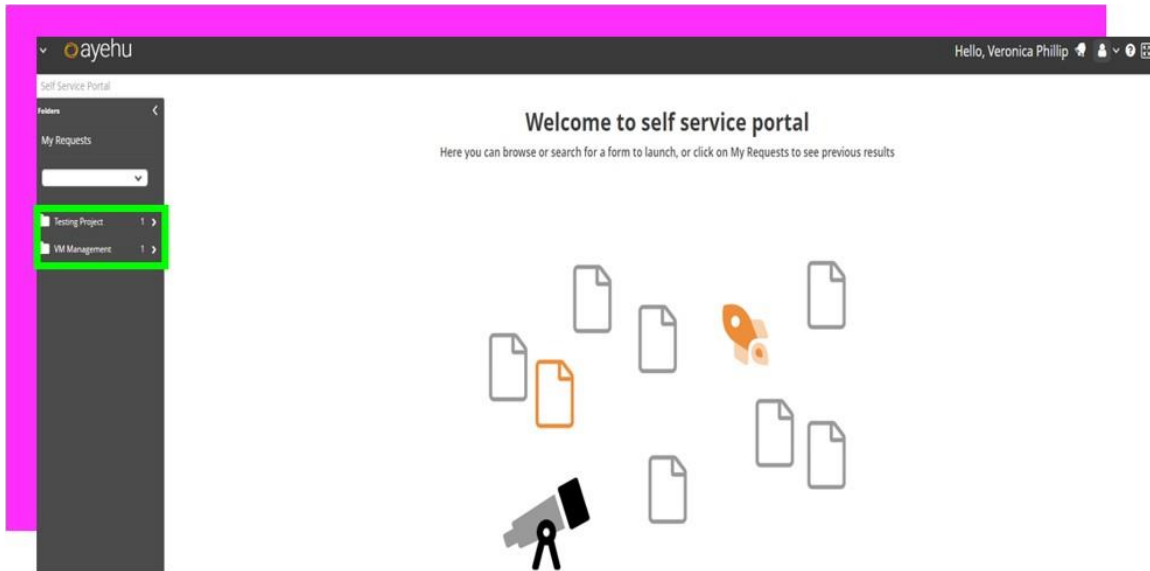 ayehu
Hello, Veronica Phillip
Self Service Portal
Folders
My Requests
Testing Project 1
VM Management 1
Welcome to self service portal
Here you can browse or search for a form to launch, or click on My Requests to see previous results